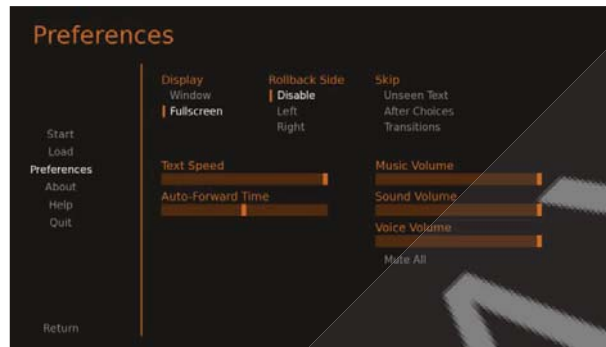 Preferences
Start
Load
Preferences
About
Help
Quit
Return
Display
Window
Fullscreen
Rollback Side
Disable
Left
Right
Skip
Unseen Text
After Choices
Transitions
Text Speed
Auto-Forward Time
Music Volume
Sound Volume
Voice Volume
Mute All